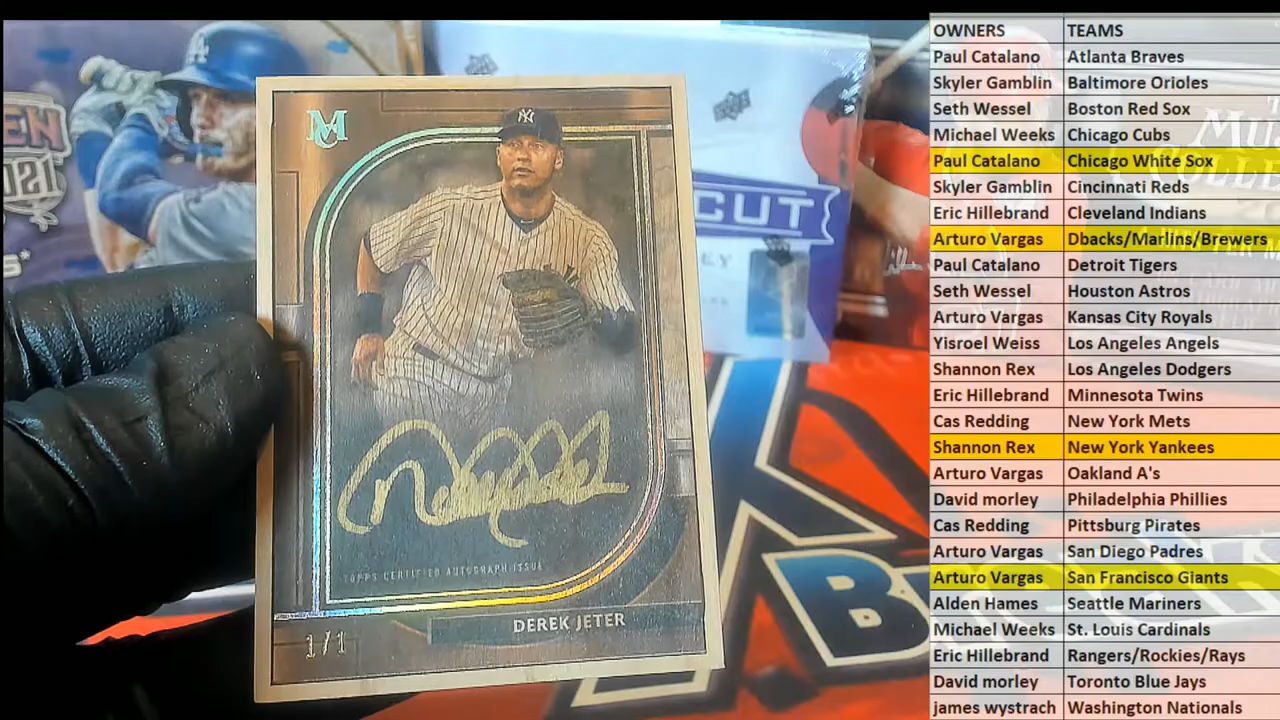 OWNERS TEAMS
Paul Catalano Atlanta Braves
Skyler Gamblin Baltimore Orioles
Seth Wessel Boston Red Sox
Michael Weeks Chicago Cubs
Paul Catalano Chicago White Sox
Skyler Gamblin Cincinnati Reds
Eric Hillebrand Cleveland Indians
Arturo Vargas Dbacks/Marlins/Brewers
Paul Catalano Detroit Tigers
Seth Wessel Houston Astros
Arturo Vargas Kansas City Royals
Yisroel Weiss Los Angeles Angels
Shannon Rex Los Angeles Dodgers
Eric Hillebrand Minnesota Twins
Cas Redding New York Mets
Shannon Rex New York Yankees
Arturo Vargas Oakland A's
David morley Philadelphia Phillies
Cas Redding Pittsburg Pirates
Arturo Vargas San Diego Padres
Arturo Vargas San Francisco Giants
Alden Hames Seattle Mariners
Michael Weeks St. Louis Cardinals
Eric Hillebrand Rangers/Rockies/Rays
David morley Toronto Blue Jays
james wystrach Washington Nationals
MC
NY
TOPPS CERTIFIED AUTOGRAPH ISSUE
DEREK JETER
1/1
CUT
LA